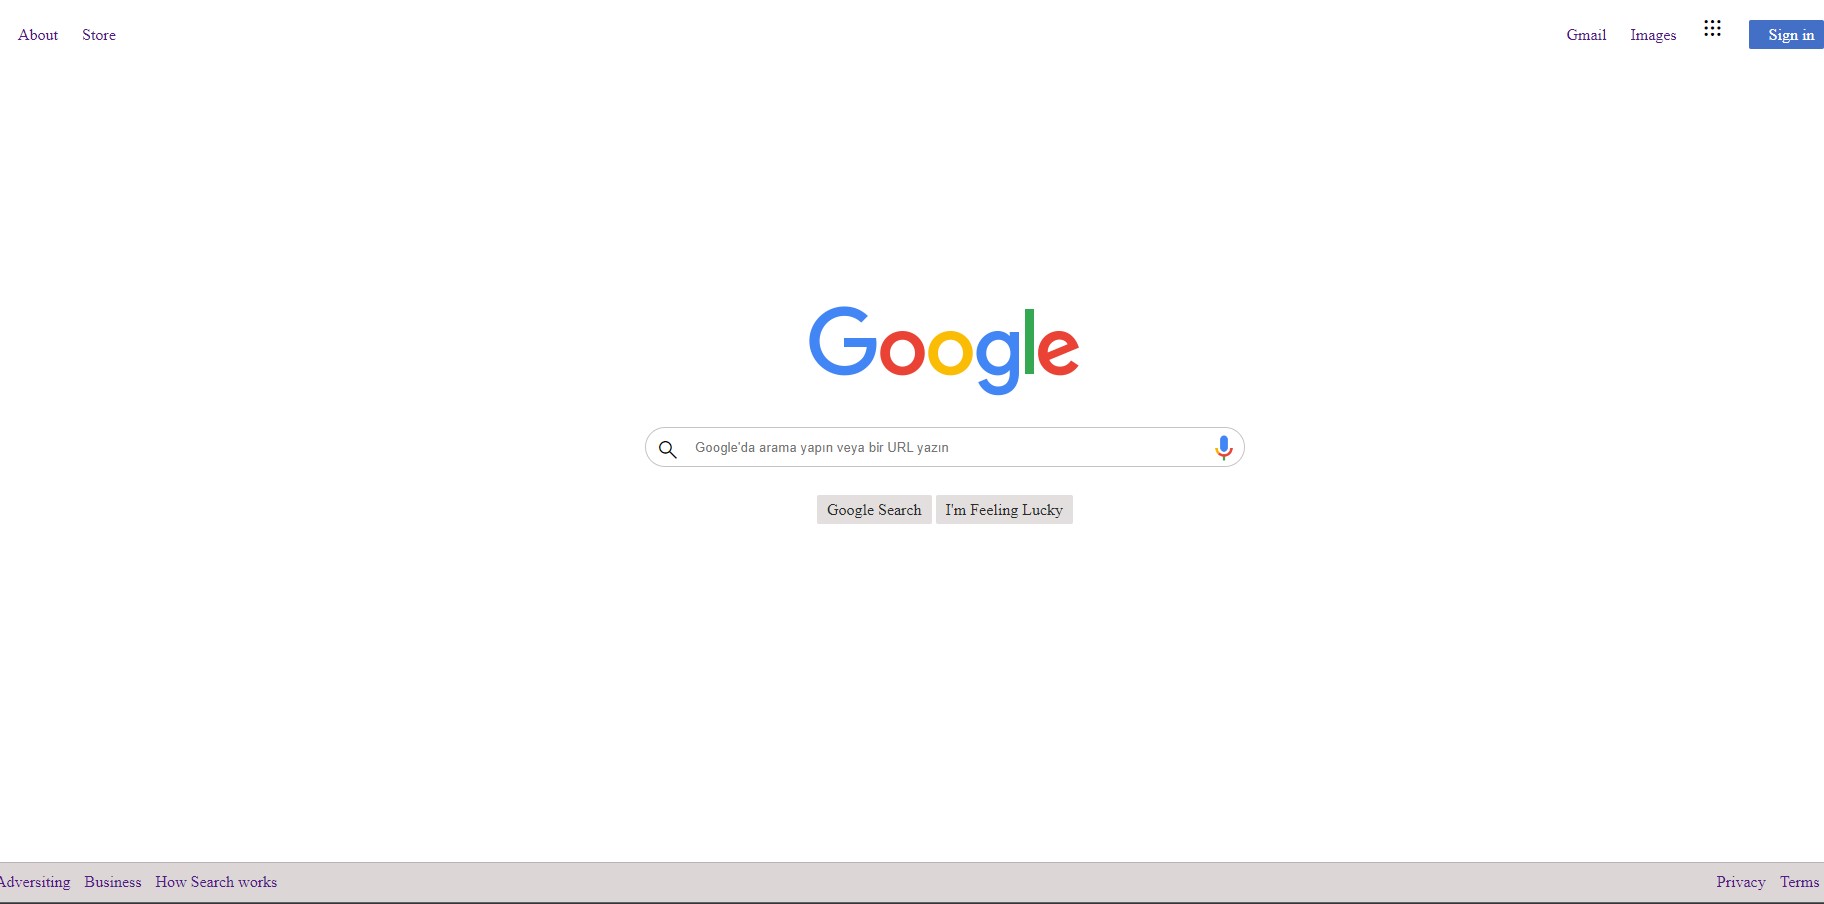 About Store Gmail Images Sign in
Google
Google'da arama yapın veya bir URL yazın
Google Search I'm Feeling Lucky
Adversiting Business How Search works Privacy Terms